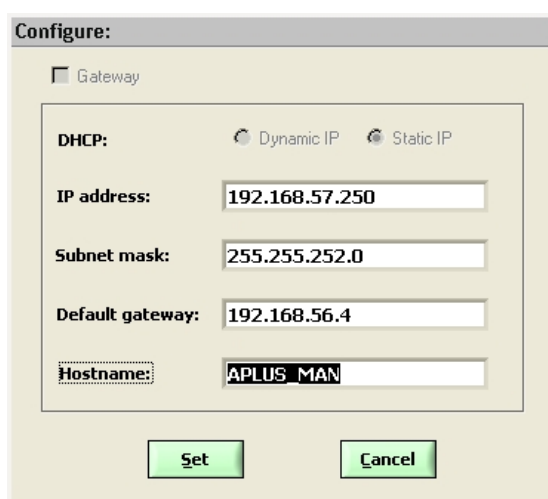 Configure:
Gateway
DHCP: Dynamic IP Static IP
IP address: 192.168.57.250
Subnet mask: 255.255.252.0
Default gateway: 192.168.56.4
Hostname: APLUS_MAN
Set Cancel